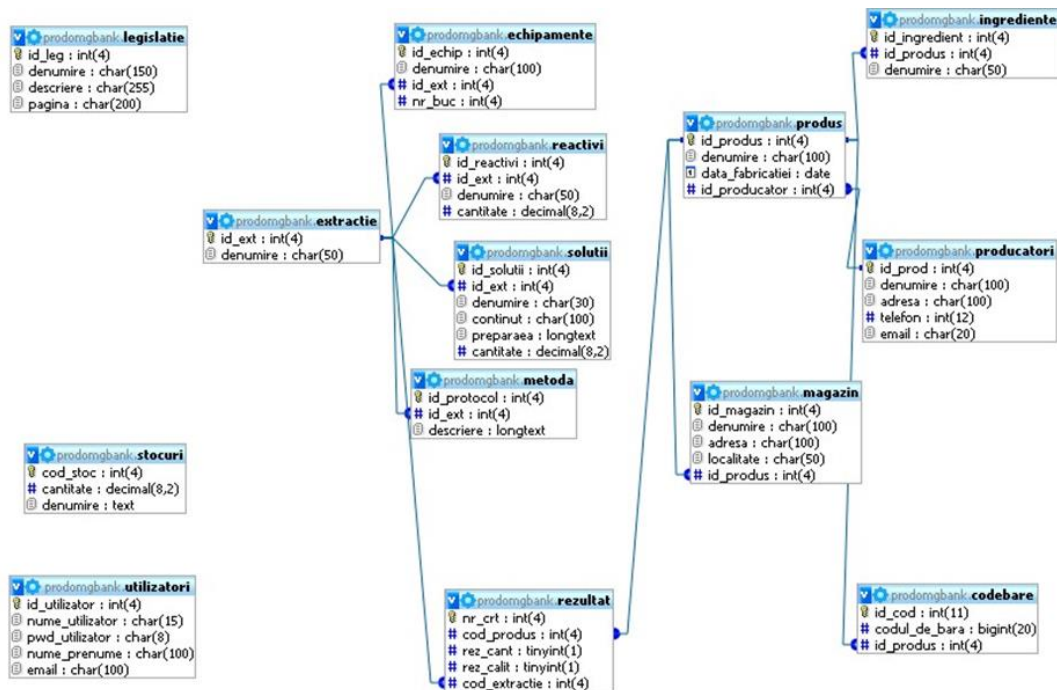 prodomgbank.legislatie
id_leg : int(4)
denumire : char(150)
descriere : char(255)
pagina : char(200)
prodomgbank.echipamente
id_echip : int(4)
denumire : char(100)
id_ext : int(4)
nr_buc : int(4)
prodomgbank.ingrediente
id_ingredient : int(4)
id_produs : int(4)
denumire : char(50)
prodomgbank.reactivi
id_reactivi : int(4)
id_ext : int(4)
denumire : char(50)
cantitate : decimal(8,2)
prodomgbank.produs
id_produs : int(4)
denumire : char(100)
data_fabricatiei : date
id_producator : int(4)
prodomgbank.extractie
id_ext : int(4)
denumire : char(50)
prodomgbank.solutii
id_solutii : int(4)
id_ext : int(4)
denumire : char(30)
continut : char(100)
preparaea : longtext
cantitate : decimal(8,2)
prodomgbank.producatori
id_prod : int(4)
denumire : char(100)
adresa : char(100)
telefon : int(12)
email : char(20)
prodomgbank.metoda
id_protocol : int(4)
id_ext : int(4)
descriere : longtext
prodomgbank.magazin
id_magazin : int(4)
denumire : char(100)
adresa : char(100)
localitate : char(50)
id_produs : int(4)
prodomgbank.stocuri
cod_stoc : int(4)
cantitate : decimal(8,2)
denumire : text
prodomgbank.utilizatori
id_utilizator : int(4)
nume_utilizator : char(15)
pwd_utilizator : char(8)
nume_prenume : char(100)
email : char(100)
prodomgbank.rezultat
nr_crt : int(4)
cod_produs : int(4)
rez_cant : tinyint(1)
rez_calit : tinyint(1)
cod_extractie : int(4)
prodomgbank.codebare
id_cod : int(11)
codul_de_bara : bigint(20)
id_produs : int(4)